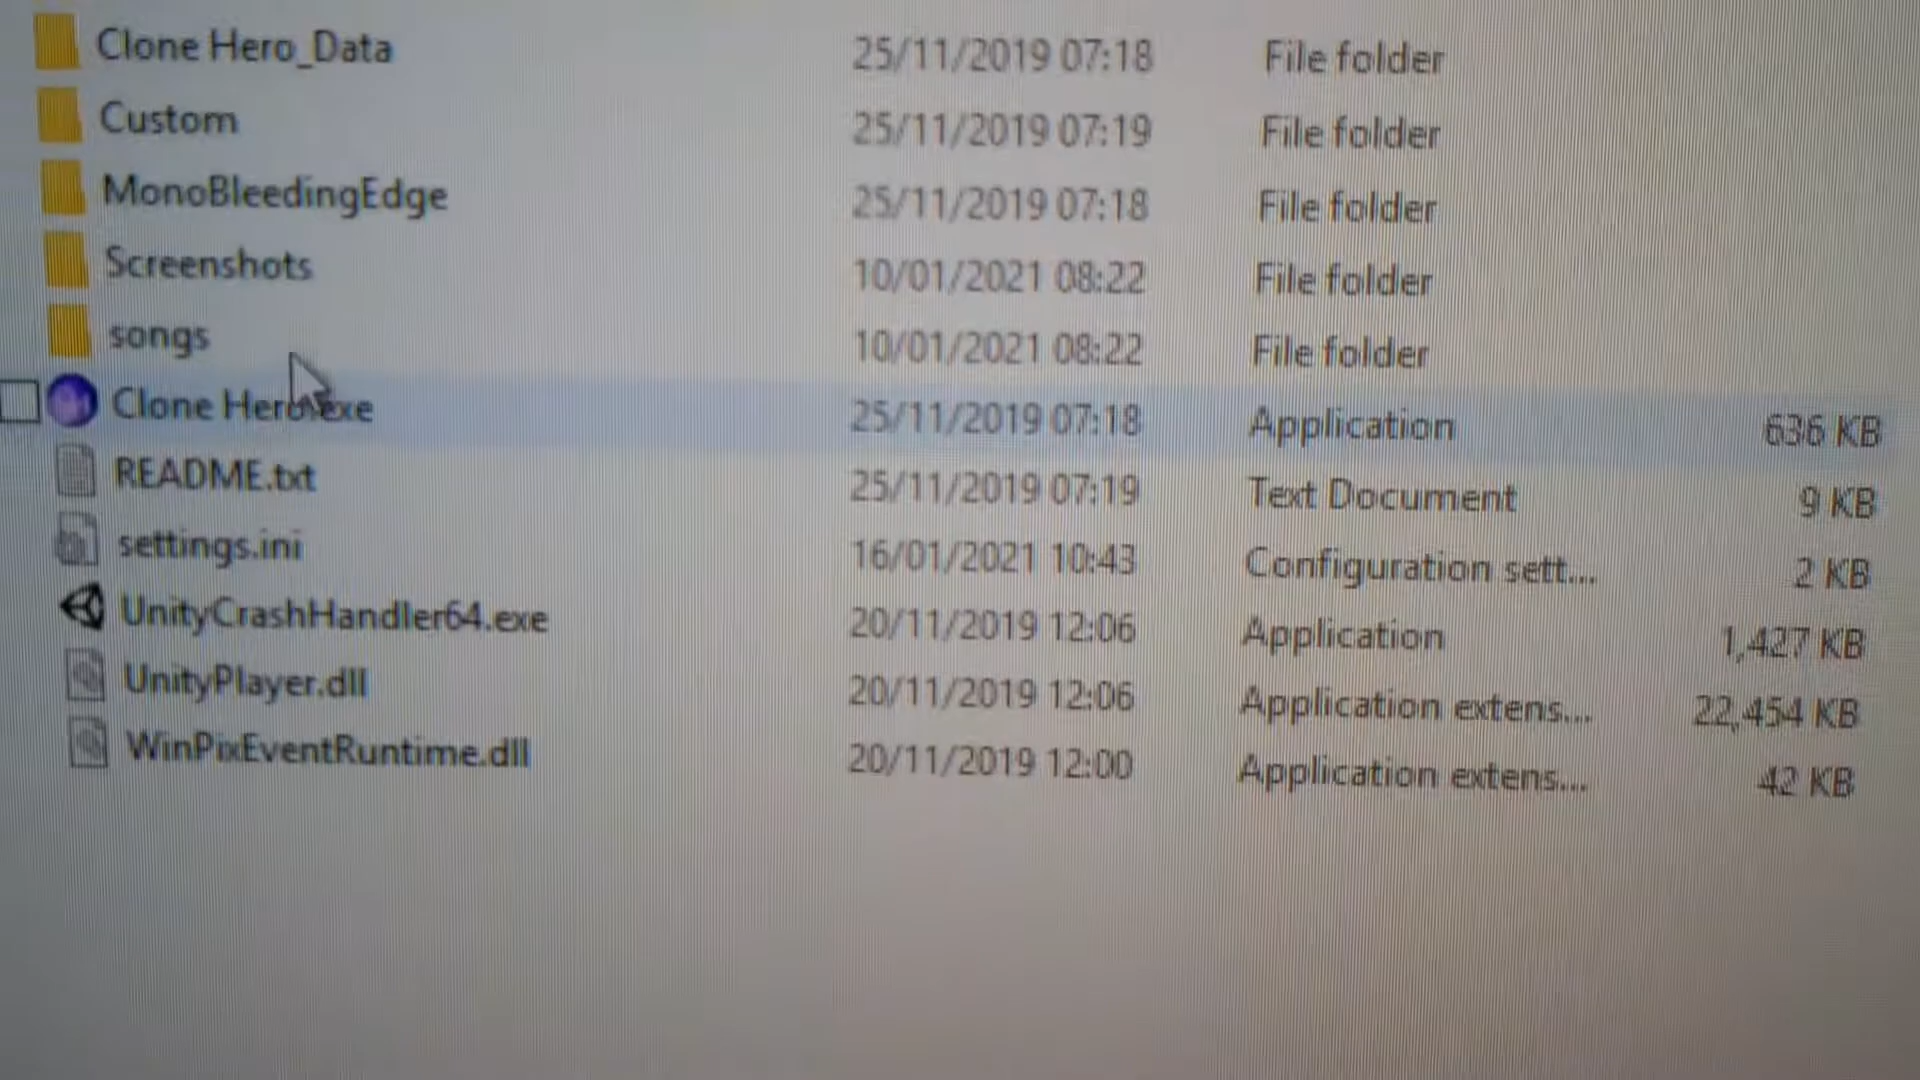 Clone Hero_Data 25/11/2019 07:18 File folder
Custom 25/11/2019 07:19 File folder
MonoBleedingEdge 25/11/2019 07:18 File folder
Screenshots 10/01/2021 08:22 File folder
songs 10/01/2021 08:22 File folder
Clone Hero.exe 25/11/2019 07:18 Application 636 KB
README.txt 25/11/2019 07:19 Text Document 9 KB
settings.ini 16/01/2021 10:43 Configuration sett... 2 KB
UnityCrashHandler64.exe 20/11/2019 12:06 Application 1,427 KB
UnityPlayer.dll 20/11/2019 12:06 Application extens... 22,454 KB
WinPixEventRuntime.dll 20/11/2019 12:00 Application extens... 42 KB